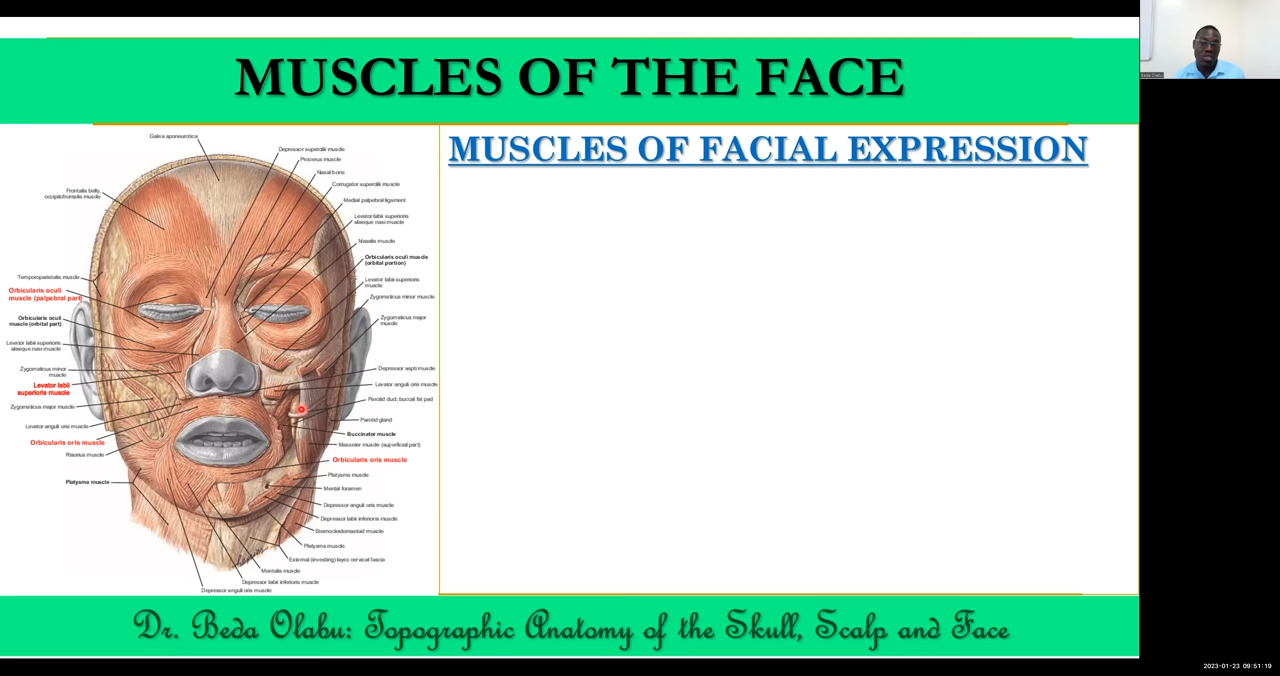 MUSCLES OF THE FACE
MUSCLES OF FACIAL EXPRESSION
Galea aponeurotica
Frontalis belly,
occipitofrontalis muscle
Temporoparietalis muscle
Orbicularis oculi
muscle (palpebral part)
Orbicularis oculi
muscle (orbital part)
Levator labii superioris
alaeque nasi muscle
Zygomaticus minor
muscle
Levator labii
superioris muscle
Zygomaticus major muscle
Levator anguli oris muscle
Orbicularis oris muscle
Risorius muscle
Platysma muscle
Depressor supercilii muscle
Procerus muscle
Nasal bone
Corrugator supercilii muscle
Medial palpebral ligament
Levator labii superioris
alaeque nasi muscle
Nasalis muscle
Orbicularis oculi muscle
(orbital portion)
Levator labii superioris
muscle
Zygomaticus minor muscle
Zygomaticus major
muscle
Depressor septi muscle
Levator anguli oris muscle
Parotid duct; buccal fat pad
Parotid gland
Buccinator muscle
Masseter muscle (superficial part)
Orbicularis oris muscle
Platysma muscle
Mental foramen
Depressor anguli oris muscle
Depressor labii inferioris muscle
Sternocleidomastoid muscle
Platysma muscle
External (investing) layer, cervical fascia
Mentalis muscle
Depressor labii inferioris muscle
Depressor anguli oris muscle
Dr. Beda Olabu: Topographic Anatomy of the Skull, Scalp and Face
Beda Olabu
2023-01-23 09:51:19